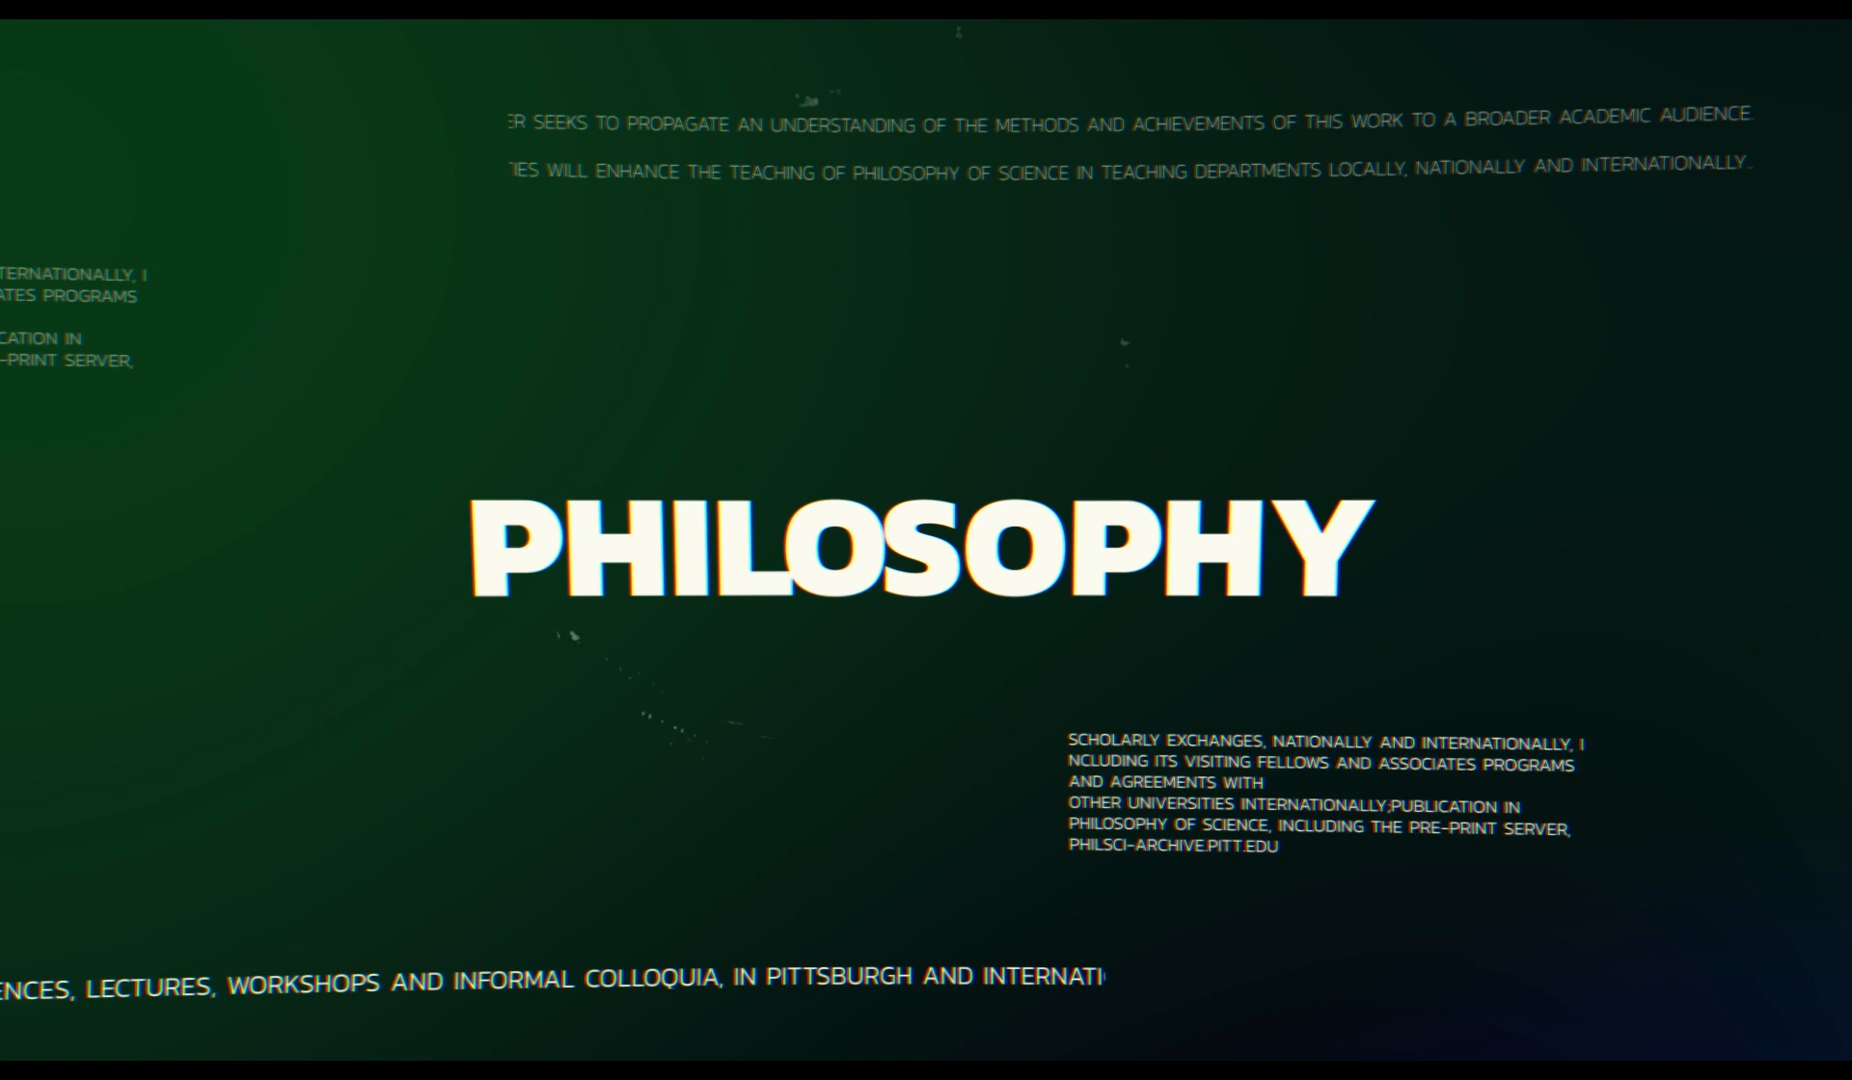 ER SEEKS TO PROPAGATE AN UNDERSTANDING OF THE METHODS AND ACHIEVEMENTS OF THIS WORK TO A BROADER ACADEMIC AUDIENCE.
IES WILL ENHANCE THE TEACHING OF PHILOSOPHY OF SCIENCE IN TEACHING DEPARTMENTS LOCALLY, NATIONALLY AND INTERNATIONALLY.
TERNATIONALLY, I
ATES PROGRAMS
CATION IN
-PRINT SERVER,
PHILOSOPHY
SCHOLARLY EXCHANGES, NATIONALLY AND INTERNATIONALLY, I
NCLUDING ITS VISITING FELLOWS AND ASSOCIATES PROGRAMS
AND AGREEMENTS WITH
OTHER UNIVERSITIES INTERNATIONALLY;PUBLICATION IN
PHILOSOPHY OF SCIENCE, INCLUDING THE PRE-PRINT SERVER,
PHILSCI-ARCHIVE.PITT.EDU
ENCES, LECTURES, WORKSHOPS AND INFORMAL COLLOQUIA, IN PITTSBURGH AND INTERNATI